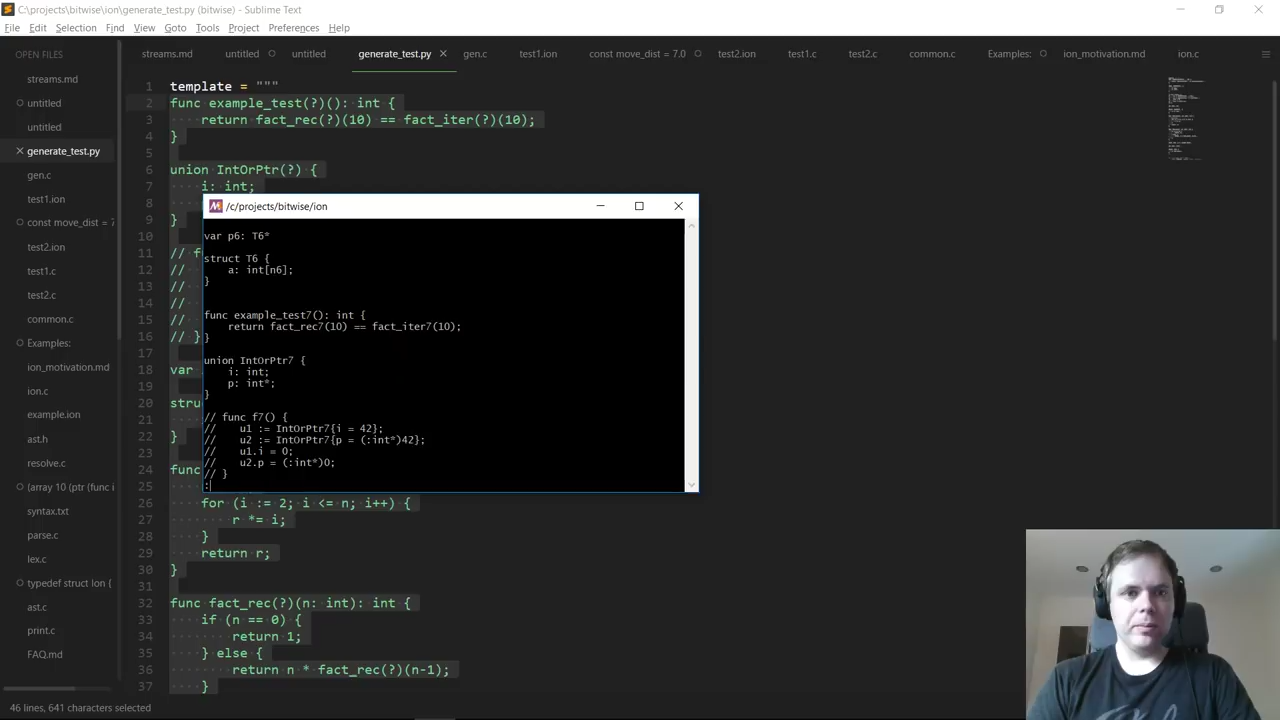 C:\projects\bitwise\ion\generate_test.py (bitwise) - Sublime Text
File Edit Selection Find View Goto Tools Project Preferences Help
OPEN FILES
streams.md
untitled
untitled
generate_test.py
gen.c
test1.ion
const move_dist = 7
test2.ion
test1.c
test2.c
common.c
Examples:
ion_motivation.md
ion.c
example.ion
ast.h
resolve.c
(array 10 (ptr (func i
syntax.txt
parse.c
lex.c
typedef struct Ion {
ast.c
print.c
FAQ.md
streams.md untitled untitled generate_test.py gen.c test1.ion const move_dist = 7.0 test2.ion test1.c test2.c common.c Examples: ion_motivation.md ion.c
1 template = """
2 func example_test(?)(): int {
3 return fact_rec(?)(10) == fact_iter(?)(10);
4 }
5
6 union IntOrPtr(?) {
7 i: int;
8
9 }
10
11 // f
12 //
13 //
14 //
15 //
16 // }
17
18 var
19
20 stru
21
22 }
23
24 func
25
26 for (i := 2; i <= n; i++) {
27 r *= i;
28 }
29 return r;
30 }
31
32 func fact_rec(?)(n: int): int {
33 if (n == 0) {
34 return 1;
35 } else {
36 return n * fact_rec(?)(n-1);
37 }
/c/projects/bitwise/ion
var p6: T6*
struct T6 {
a: int[n6];
}
func example_test7(): int {
return fact_rec7(10) == fact_iter7(10);
}
union IntOrPtr7 {
i: int;
p: int*;
}
// func f7() {
// u1 := IntOrPtr7{i = 42};
// u2 := IntOrPtr7{p = (:int*)42};
// u1.i = 0;
// u2.p = (:int*)0;
// }
:
46 lines, 641 characters selected